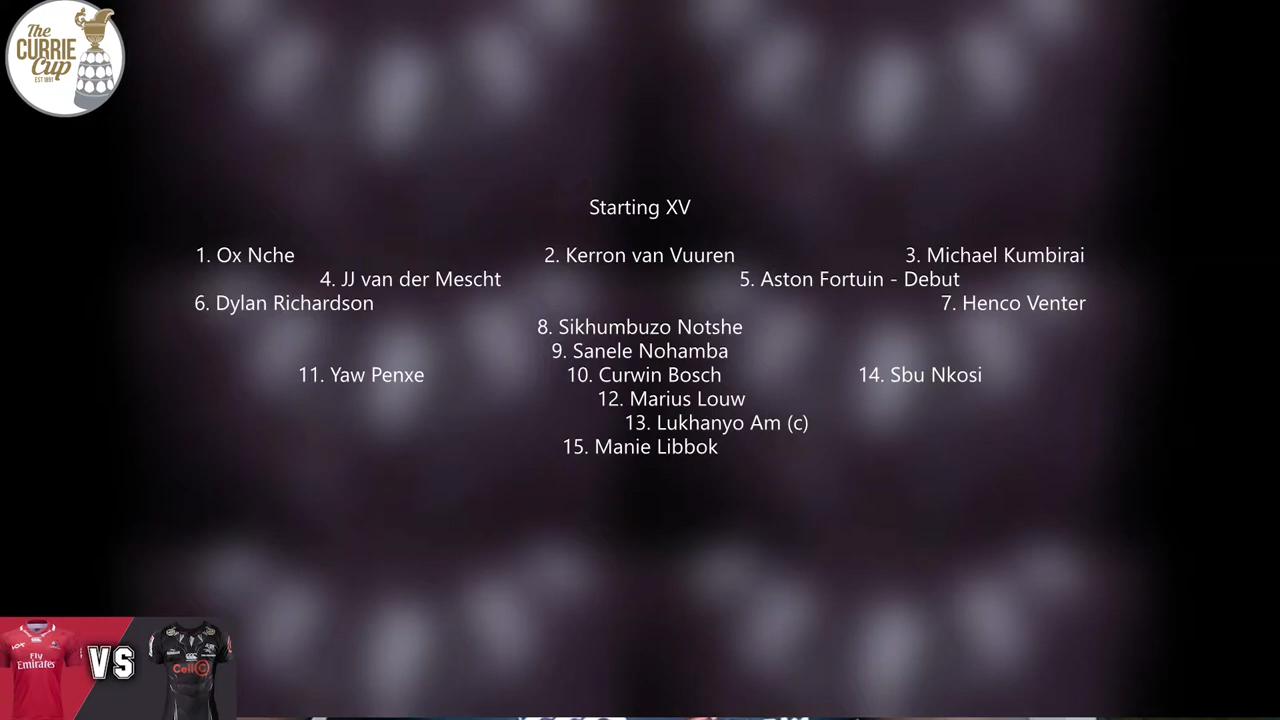 The
CURRIE
Cup
EST 1891
Starting XV
1. Ox Nche 2. Kerron van Vuuren 3. Michael Kumbirai
4. JJ van der Mescht 5. Aston Fortuin - Debut
6. Dylan Richardson 7. Henco Venter
8. Sikhumbuzo Notshe
9. Sanele Nohamba
11. Yaw Penxe 10. Curwin Bosch 14. Sbu Nkosi
12. Marius Louw
13. Lukhanyo Am (c)
15. Manie Libbok
Fly
Emirates
VS
Cell C